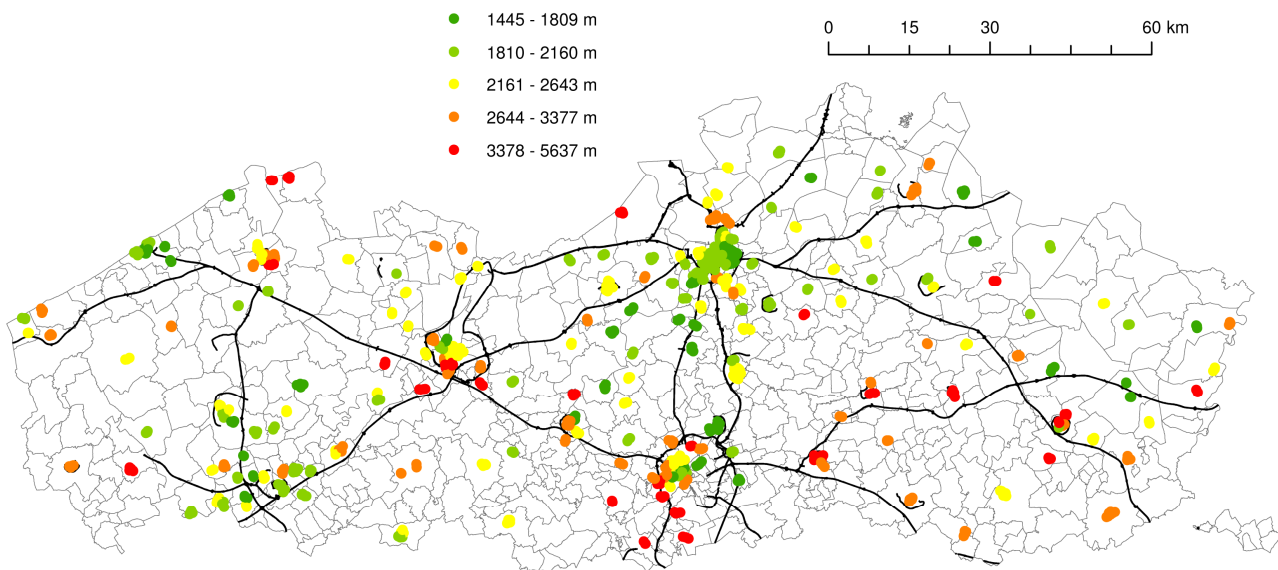 1445 - 1809 m
1810 - 2160 m
2161 - 2643 m
2644 - 3377 m
3378 - 5637 m
0 15 30 60 km